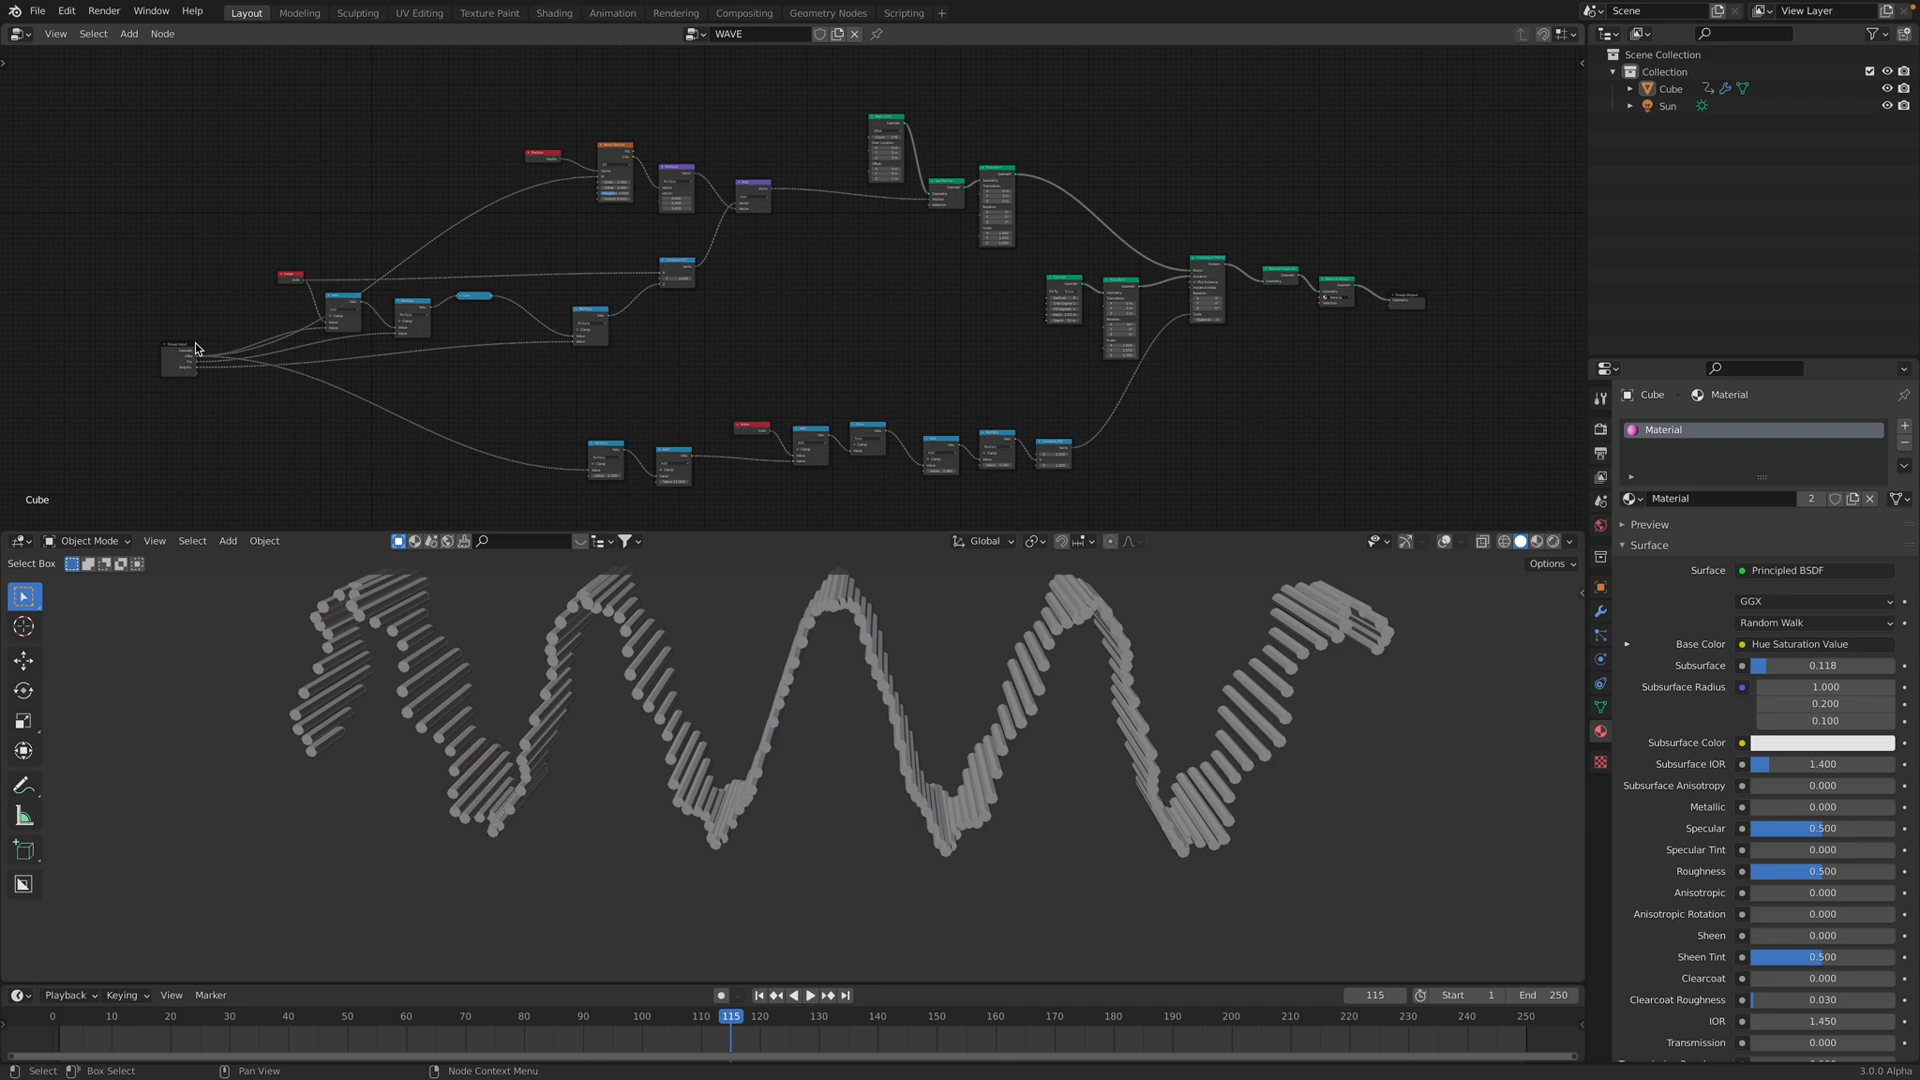 File Edit Render Window Help Layout Modeling Sculpting UV Editing Texture Paint Shading Animation Rendering Compositing Geometry Nodes Scripting + Scene View Layer
View Select Add Node WAVE
Scene Collection
Collection
Cube
Sun
Cube
Object Mode View Select Add Object Global
Select Box Options
Cube Material
Material
Material 2
Preview
Surface
Surface Principled BSDF
GGX
Random Walk
Base Color Hue Saturation Value
Subsurface 0.118
Subsurface Radius 1.000
0.200
0.100
Subsurface Color
Subsurface IOR 1.400
Subsurface Anisotropy 0.000
Metallic 0.000
Specular 0.500
Specular Tint 0.000
Roughness 0.500
Anisotropic 0.000
Anisotropic Rotation 0.000
Sheen 0.000
Sheen Tint 0.500
Clearcoat 0.000
Clearcoat Roughness 0.030
IOR 1.450
Transmission 0.000
Playback Keying View Marker 115 Start 1 End 250
0 10 20 30 40 50 60 70 80 90 100 110 115 120 130 140 150 160 170 180 190 200 210 220 230 240 250
Select Box Select Pan View Node Context Menu 3.0.0 Alpha